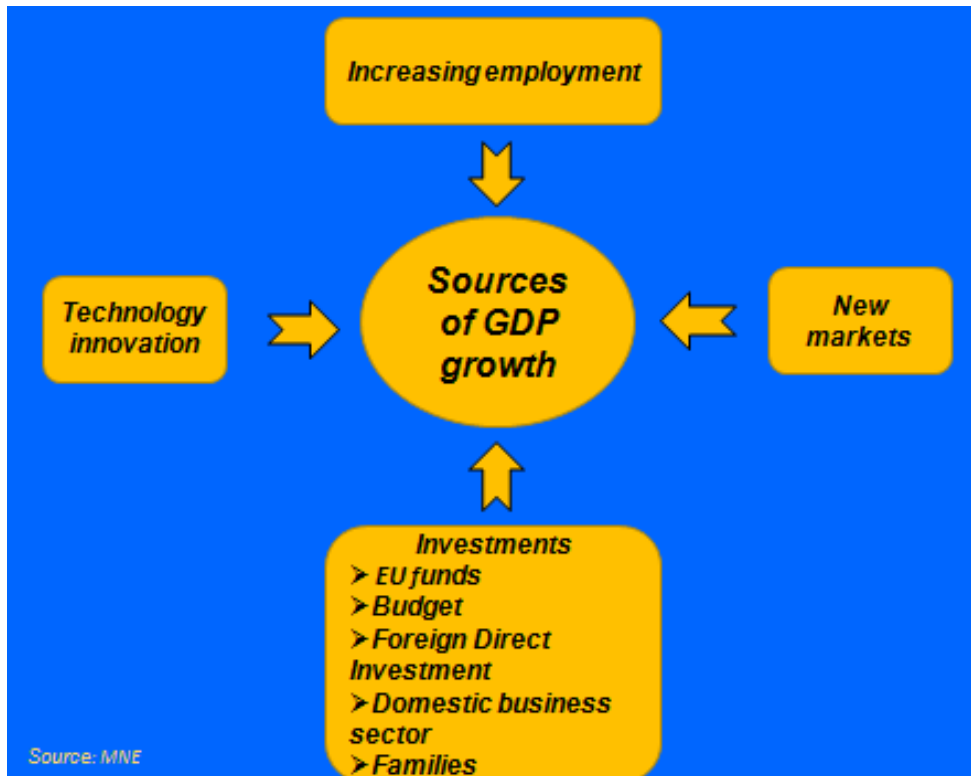 Increasing employment
Technology
innovation
Sources
of GDP
growth
New
markets
Investments
➢ EU funds
➢ Budget
➢ Foreign Direct
Investment
➢ Domestic business
sector
➢ Families
Source: MNE